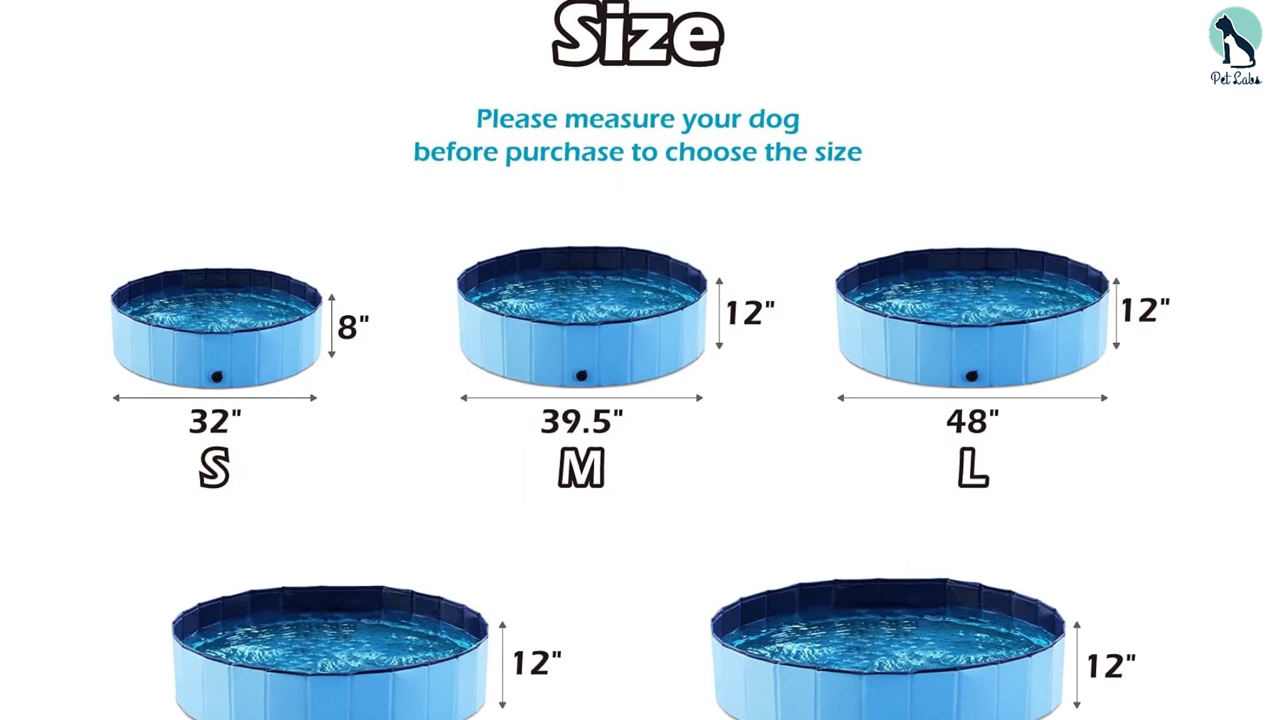 Size
Pet Labs
Please measure your dog
before purchase to choose the size
8"
12"
12"
32"
39.5"
48"
S
M
L
12"
12"